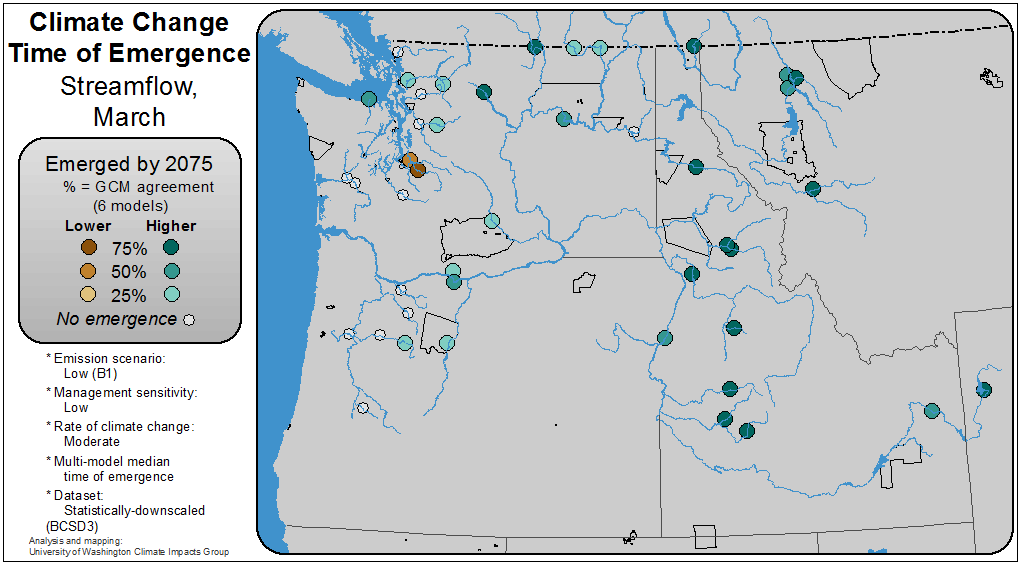 Climate Change
Time of Emergence
Streamflow,
March
Emerged by 2075
% = GCM agreement
(6 models)
Lower Higher
75%
50%
25%
No emergence
* Emission scenario:
Low (B1)
* Management sensitivity:
Low
* Rate of climate change:
Moderate
* Multi-model median
time of emergence
* Dataset:
Statistically-downscaled
(BCSD3)
Analysis and mapping:
University of Washington Climate Impacts Group